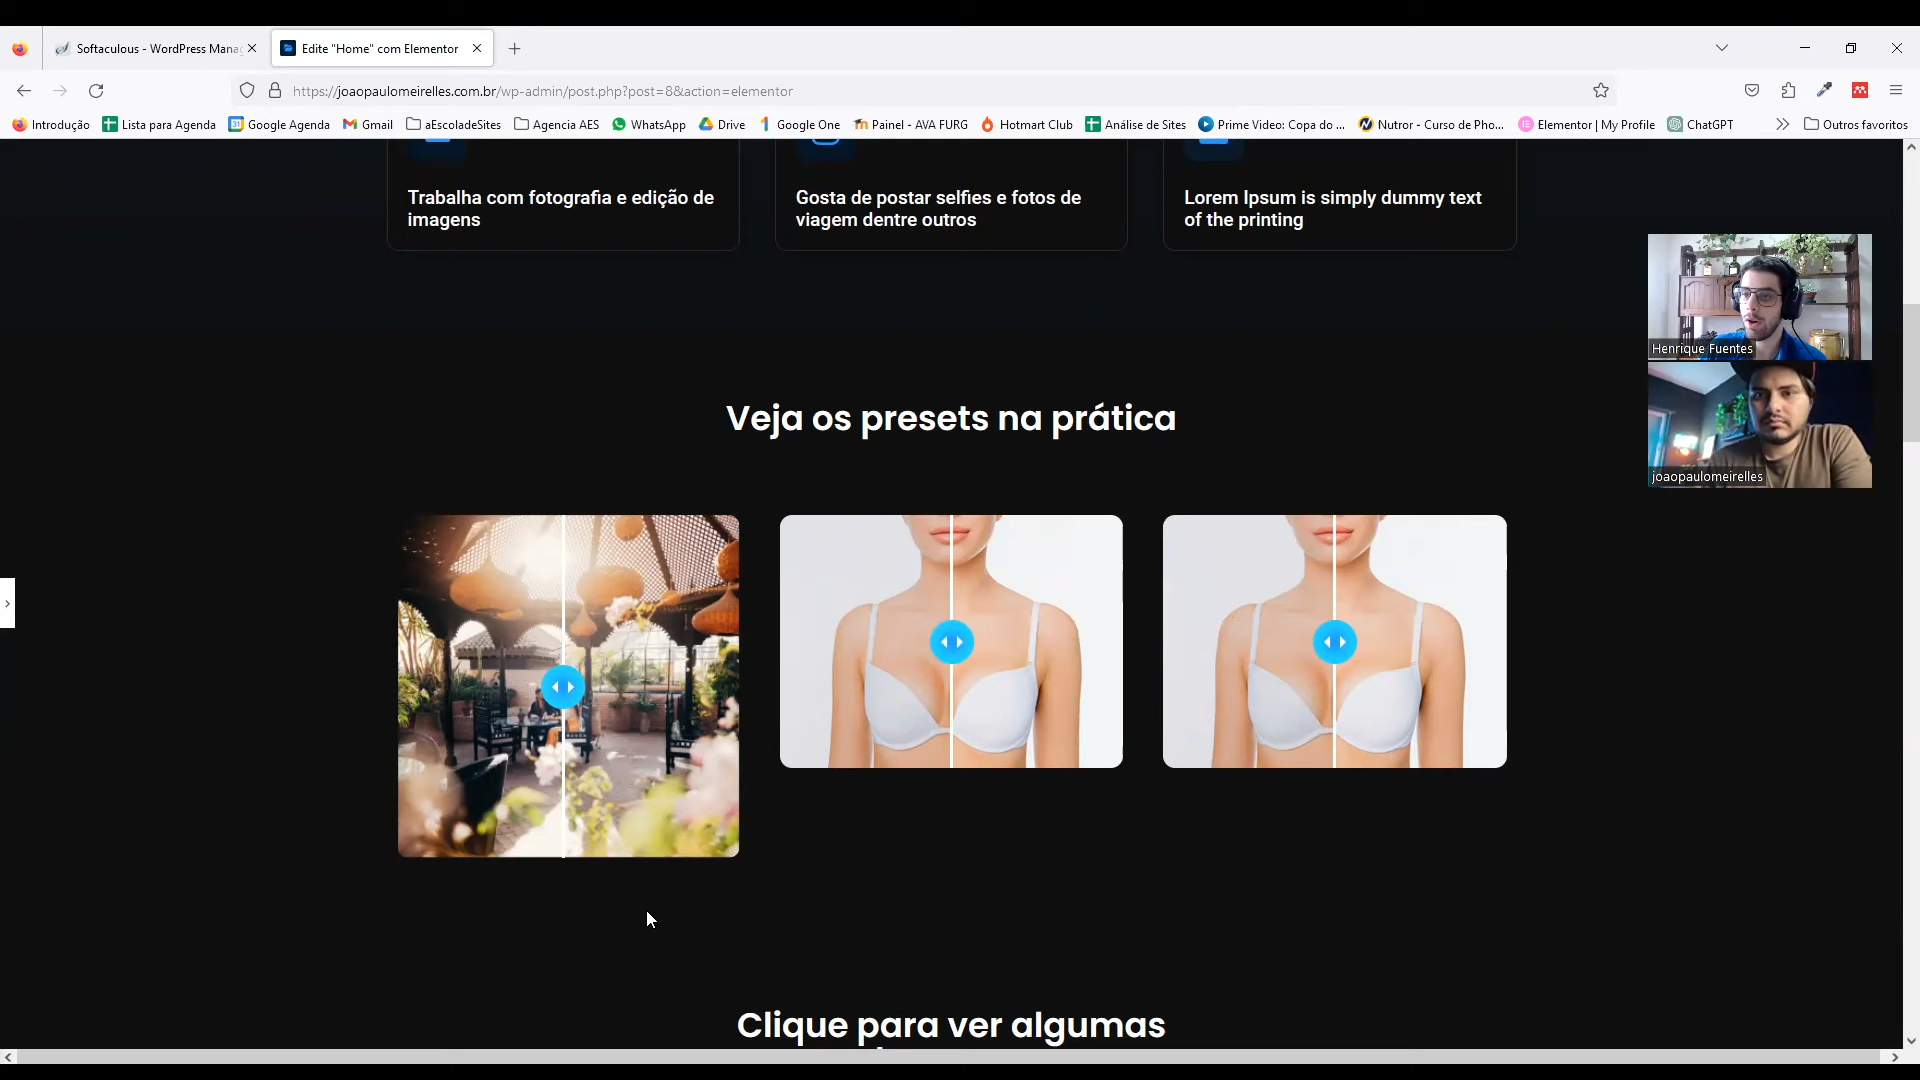 Softaculous - WordPress Mana
Edite "Home" com Elementor
https://joaopaulomeirelles.com.br/wp-admin/post.php?post=8&action=elementor
Introdução
Lista para Agenda
Google Agenda
Gmail
aEscoladeSites
Agencia AES
WhatsApp
Drive
Google One
Painel - AVA FURG
Hotmart Club
Análise de Sites
Prime Video: Copa do ...
Nutror - Curso de Pho...
Elementor | My Profile
ChatGPT
Outros favoritos
Trabalha com fotografia e edição de
imagens
Gosta de postar selfies e fotos de
viagem dentre outros
Lorem Ipsum is simply dummy text
of the printing
Henrique Fuentes
joaopaulomeirelles
Veja os presets na prática
Clique para ver algumas